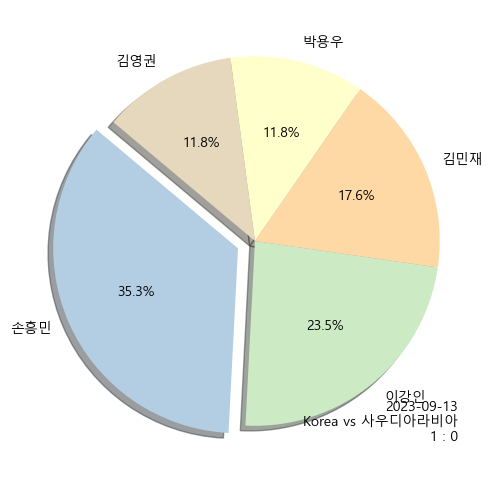 박용우
김영권
11.8%
11.8%
김민재
17.6%
35.3%
손흥민
23.5%
이강인
2023-09-13
Korea vs 사우디아라비아
1 : 0